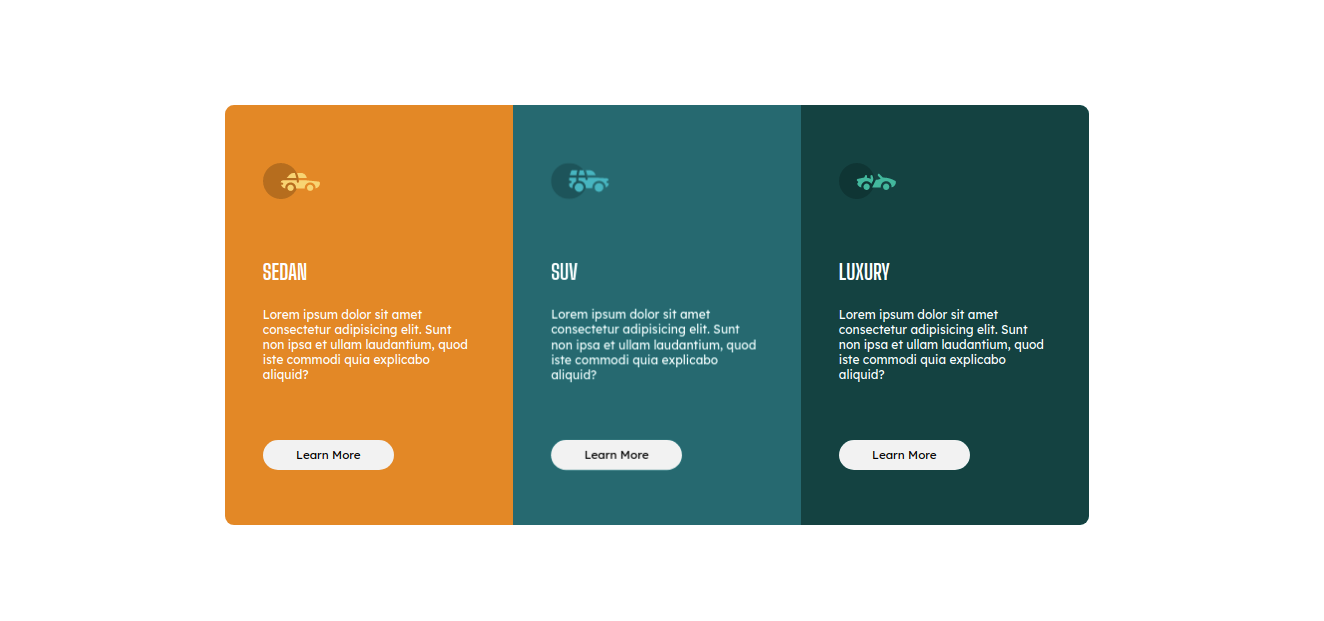 SEDAN
Lorem ipsum dolor sit amet
consectetur adipisicing elit. Sunt
non ipsa et ullam laudantium, quod
iste commodi quia explicabo
aliquid?
Learn More
SUV
Lorem ipsum dolor sit amet
consectetur adipisicing elit. Sunt
non ipsa et ullam laudantium, quod
iste commodi quia explicabo
aliquid?
Learn More
LUXURY
Lorem ipsum dolor sit amet
consectetur adipisicing elit. Sunt
non ipsa et ullam laudantium, quod
iste commodi quia explicabo
aliquid?
Learn More